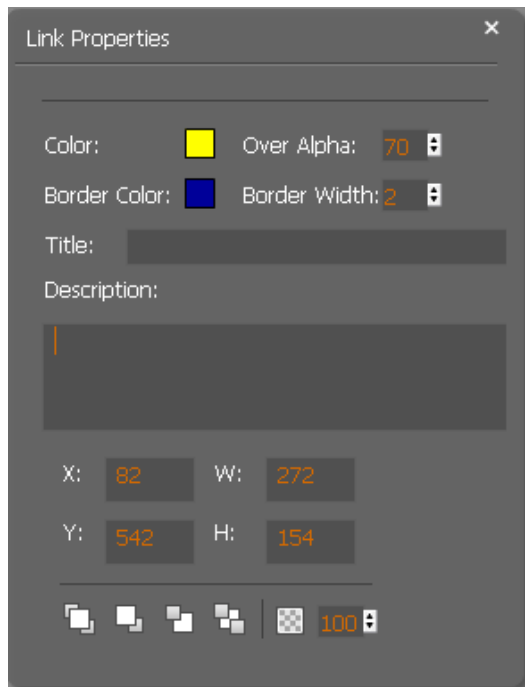 Link Properties
Color: Over Alpha: 70
Border Color: Border Width: 2
Title:
Description:
X: 82 W: 272
Y: 542 H: 154
100